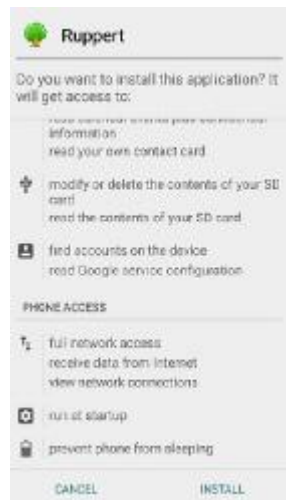 Ruppert
Do you want to install this application? It
will get access to:
information
read your own contact card
modify or delete the contents of your SD
card
read the contents of your SD card
find accounts on the device
read Google service configuration
PHONE ACCESS
full network access
receive data from Internet
view network connections
run at startup
prevent phone from sleeping
CANCEL INSTALL